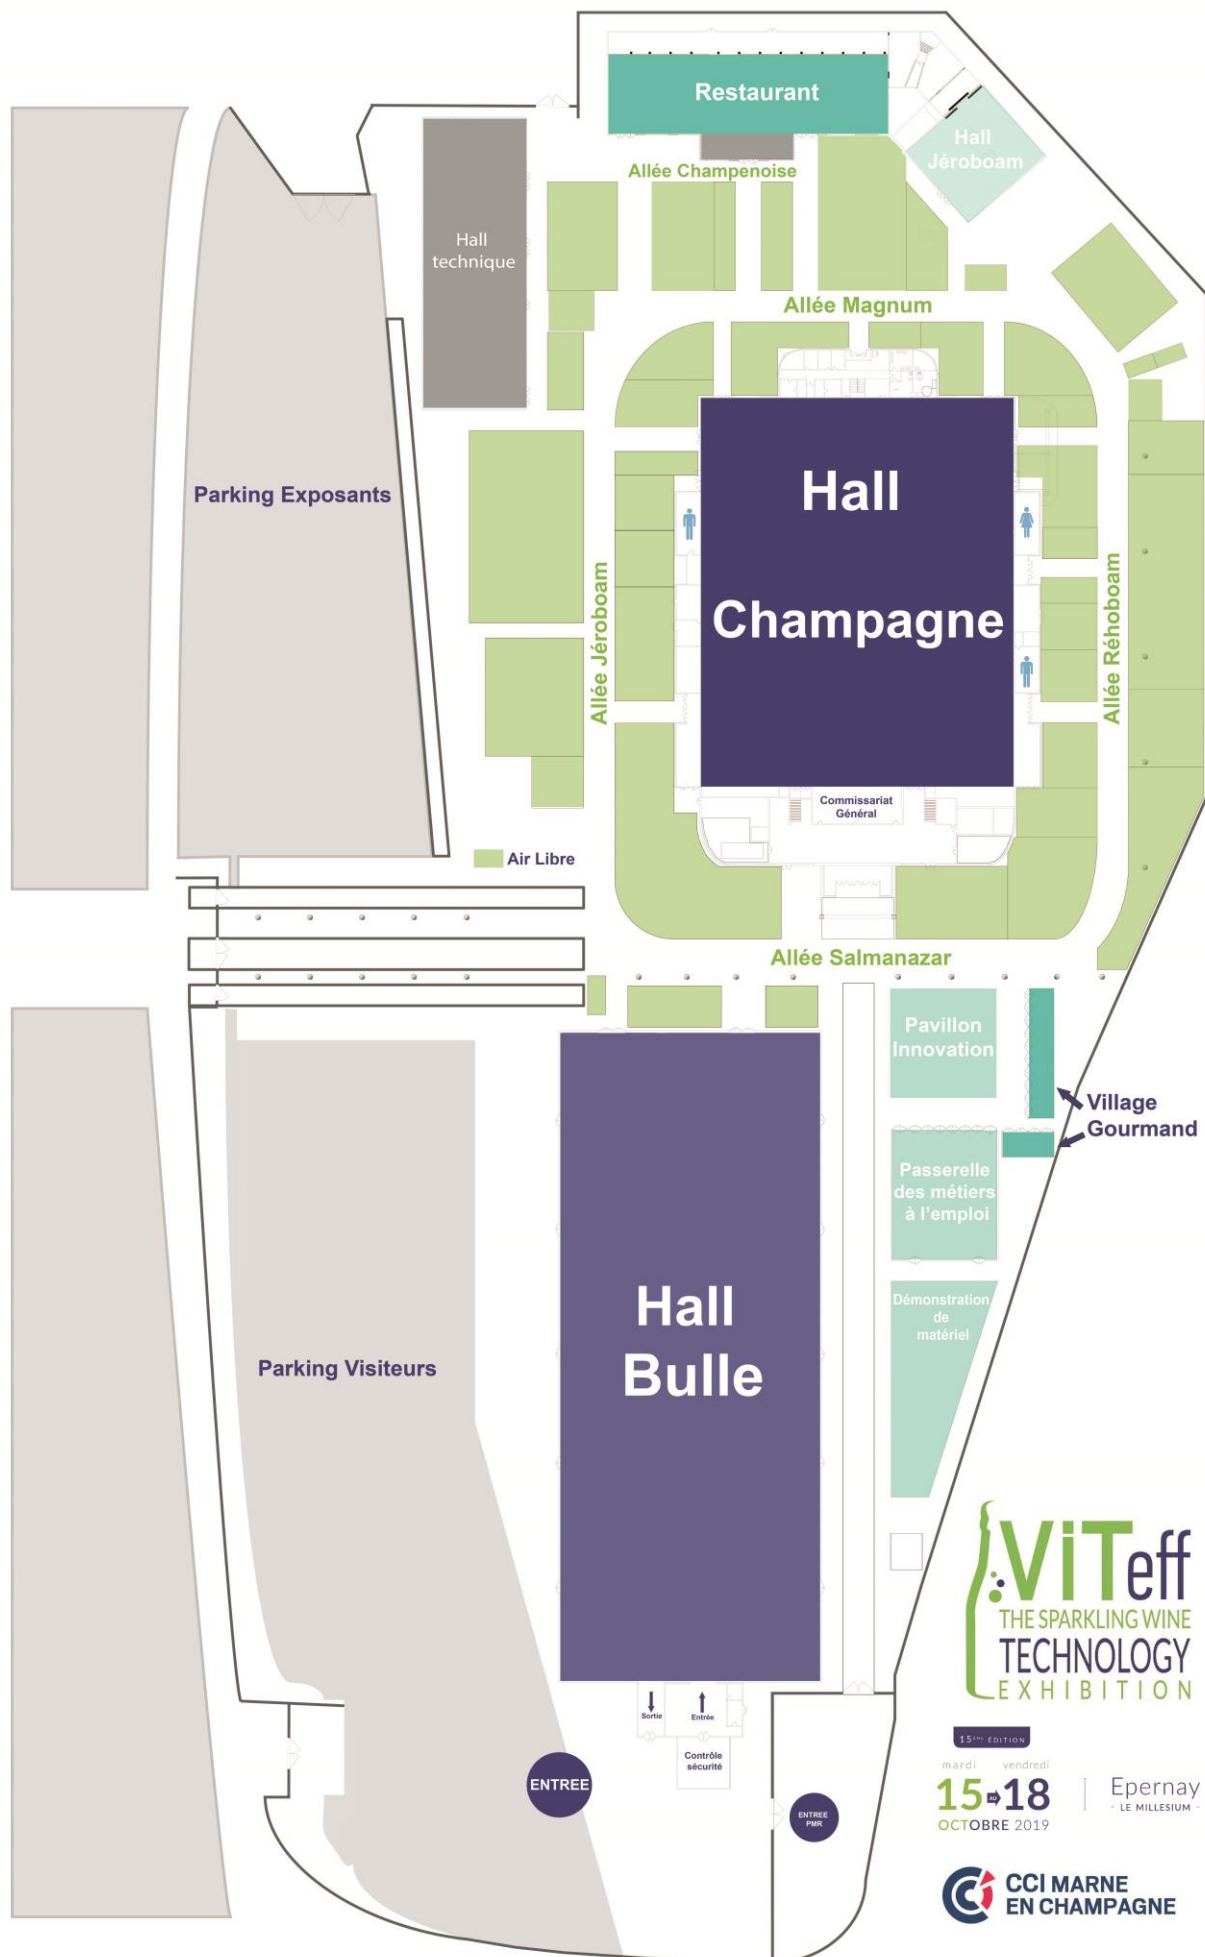 Restaurant
Hall
Jéroboam
Allée Champenoise
Hall
technique
Allée Magnum
Parking Exposants
Hall
Champagne
Allée Jéroboam
Allée Réhoboam
Commissariat
Général
Air Libre
Allée Salmanazar
Pavillon
Innovation
Village
Gourmand
Passerelle
des métiers
à l'emploi
Hall
Bulle
Démonstration
de
matériel
Parking Visiteurs
Sortie
Entrée
Contrôle
sécurité
ENTREE
ENTREE
PMR
ViTeff
THE SPARKLING WINE
TECHNOLOGY
EXHIBITION
15ÈME ÉDITION
mardi vendredi
15 AU 18
OCTOBRE 2019
Epernay
- LE MILLESIUM -
CCI MARNE
EN CHAMPAGNE